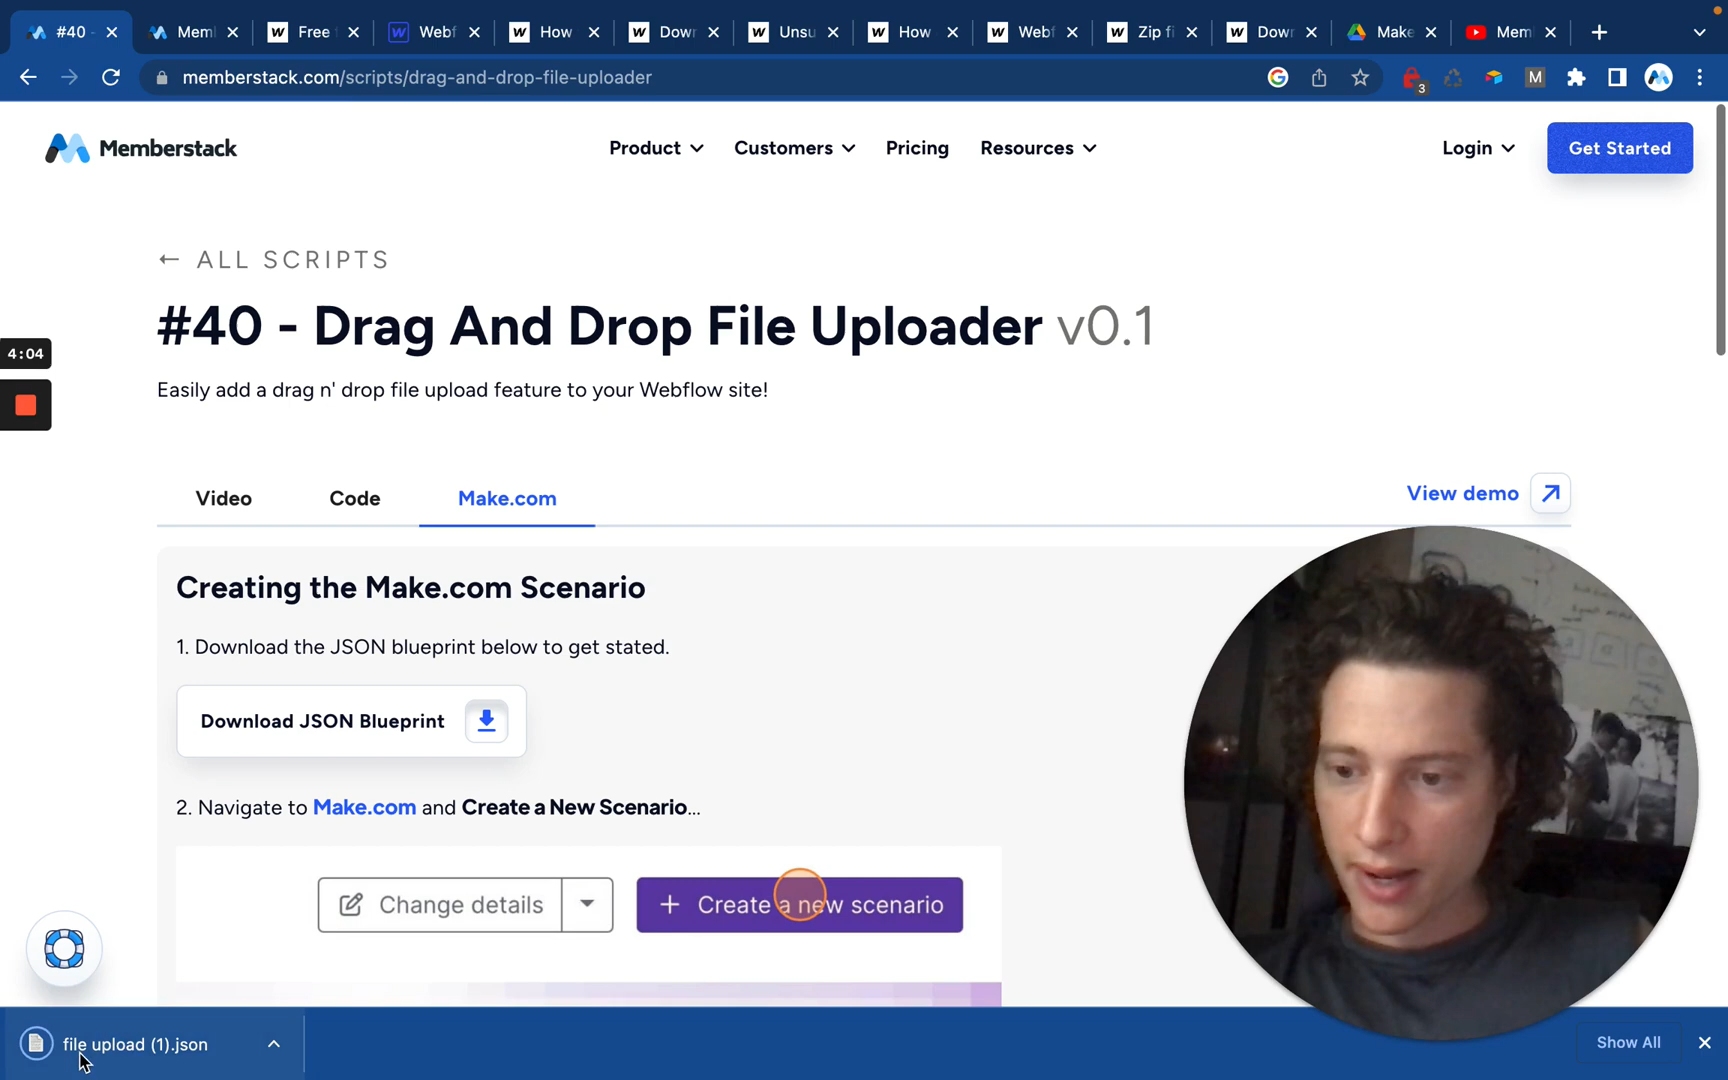 #40 -
Meml
Free
Webf
How
Dowr
Unsu
How
Webf
Zip fi
Dowr
Make
Mem
memberstack.com/scripts/drag-and-drop-file-uploader
3
M
Memberstack
Product
Customers
Pricing
Resources
Login
Get Started
← ALL SCRIPTS
#40 - Drag And Drop File Uploader v0.1
4:04
Easily add a drag n' drop file upload feature to your Webflow site!
Video
Code
Make.com
View demo
Creating the Make.com Scenario
1. Download the JSON blueprint below to get stated.
Download JSON Blueprint
2. Navigate to Make.com and Create a New Scenario...
Change details
+ Create a new scenario
file upload (1).json
Show All